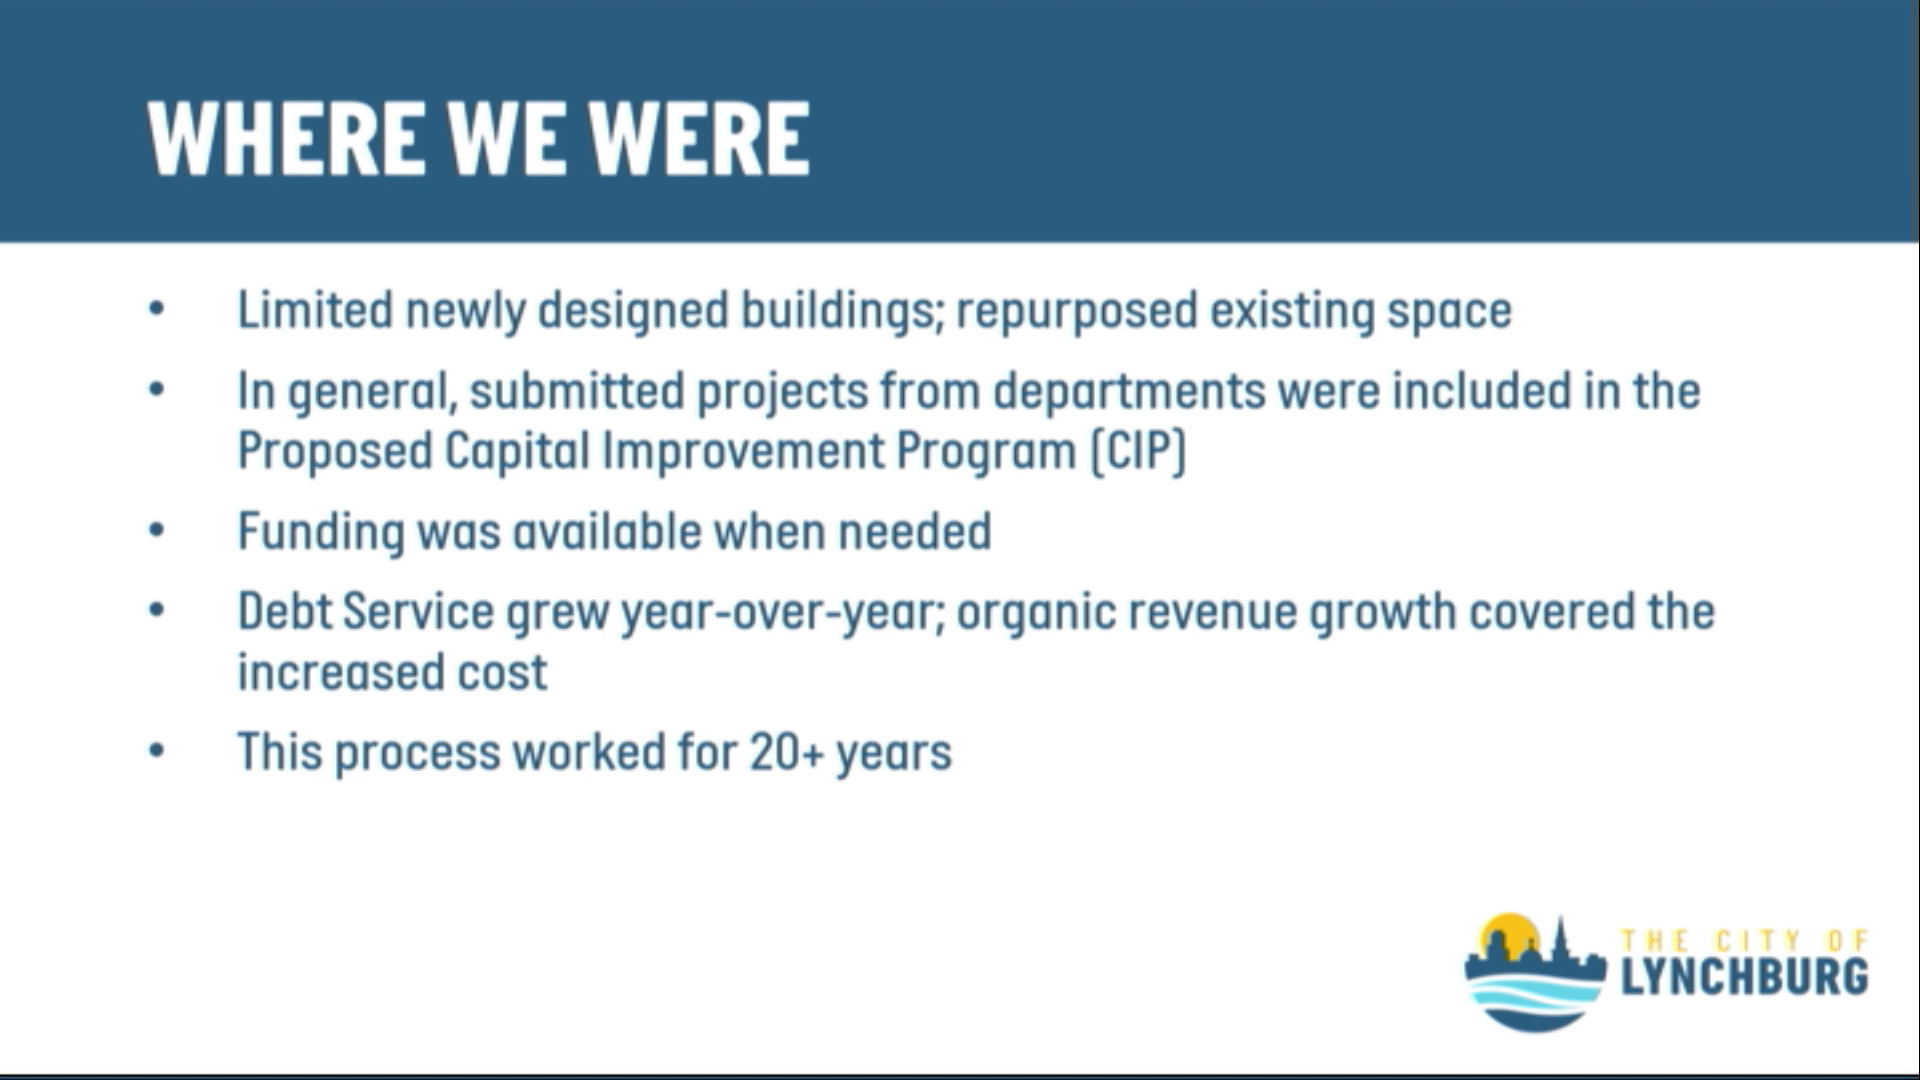 WHERE WE WERE
• Limited newly designed buildings; repurposed existing space
• In general, submitted projects from departments were included in the
Proposed Capital Improvement Program (CIP)
• Funding was available when needed
• Debt Service grew year-over-year; organic revenue growth covered the
increased cost
• This process worked for 20+ years
THE CITY OF
LYNCHBURG